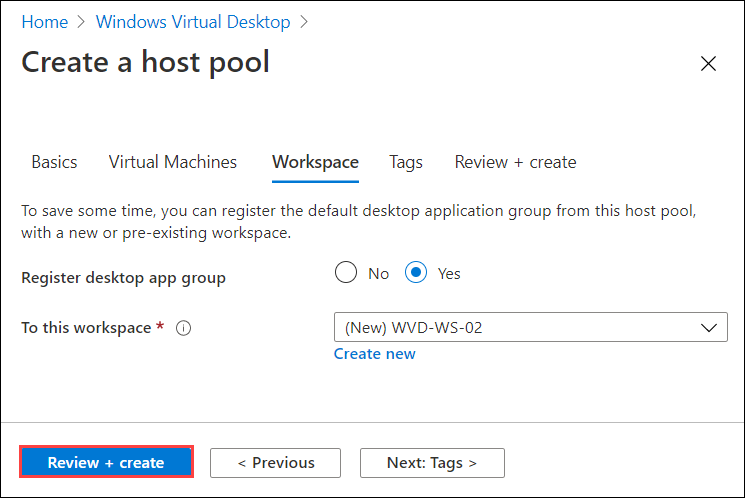 Home > Windows Virtual Desktop >
Create a host pool
Basics Virtual Machines Workspace Tags Review + create
To save some time, you can register the default desktop application group from this host pool,
with a new or pre-existing workspace.
Register desktop app group No Yes
To this workspace * (New) WVD-WS-02
Create new
Review + create < Previous Next: Tags >